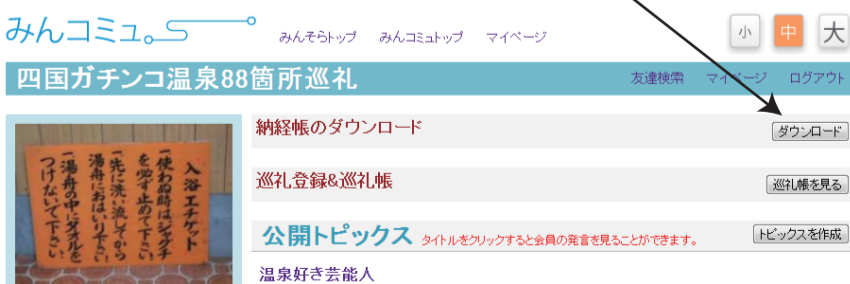 みんコミュ。
みんそらトップ　みんコミュトップ　マイページ
小　中　大
四国ガチンコ温泉88箇所巡礼
友達検索　マイページ　ログアウト
納経帳のダウンロード
ダウンロード
巡礼登録&巡礼帳
巡礼帳を見る
公開トピックス　タイトルをクリックすると会員の発言を見ることができます。
トピックスを作成
温泉好き芸能人
入浴エチケット
一使わぬ時はジャグチ
を必ず止めて下さい
一先に洗い流してから
湯舟におはいり下さい
一湯舟の中にタオルを
つけないで下さい